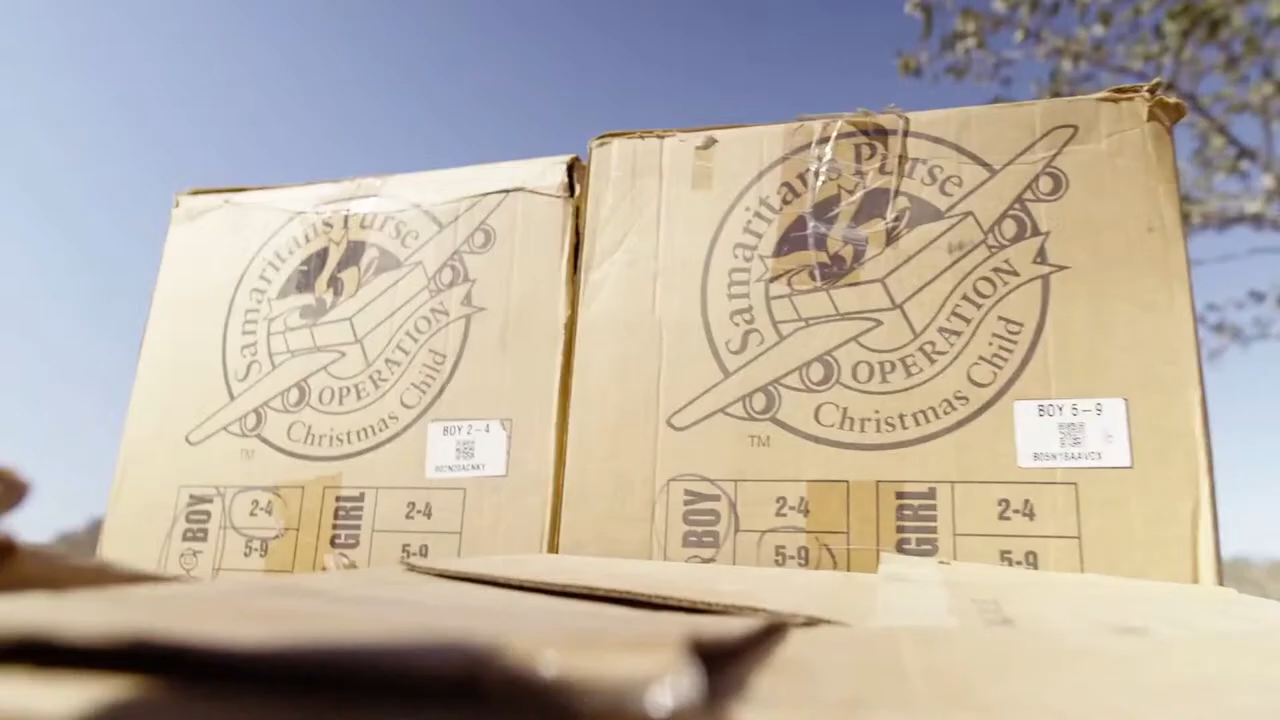 Samaritan's Purse
OPERATION
Christmas Child
TM
BOY 2-4
BOY
2-4
5-9
GIRL
2-4
5-9
Samaritan's Purse
OPERATION
Christmas Child
TM
BOY 5-9
BOY
2-4
5-9
GIRL
2-4
5-9